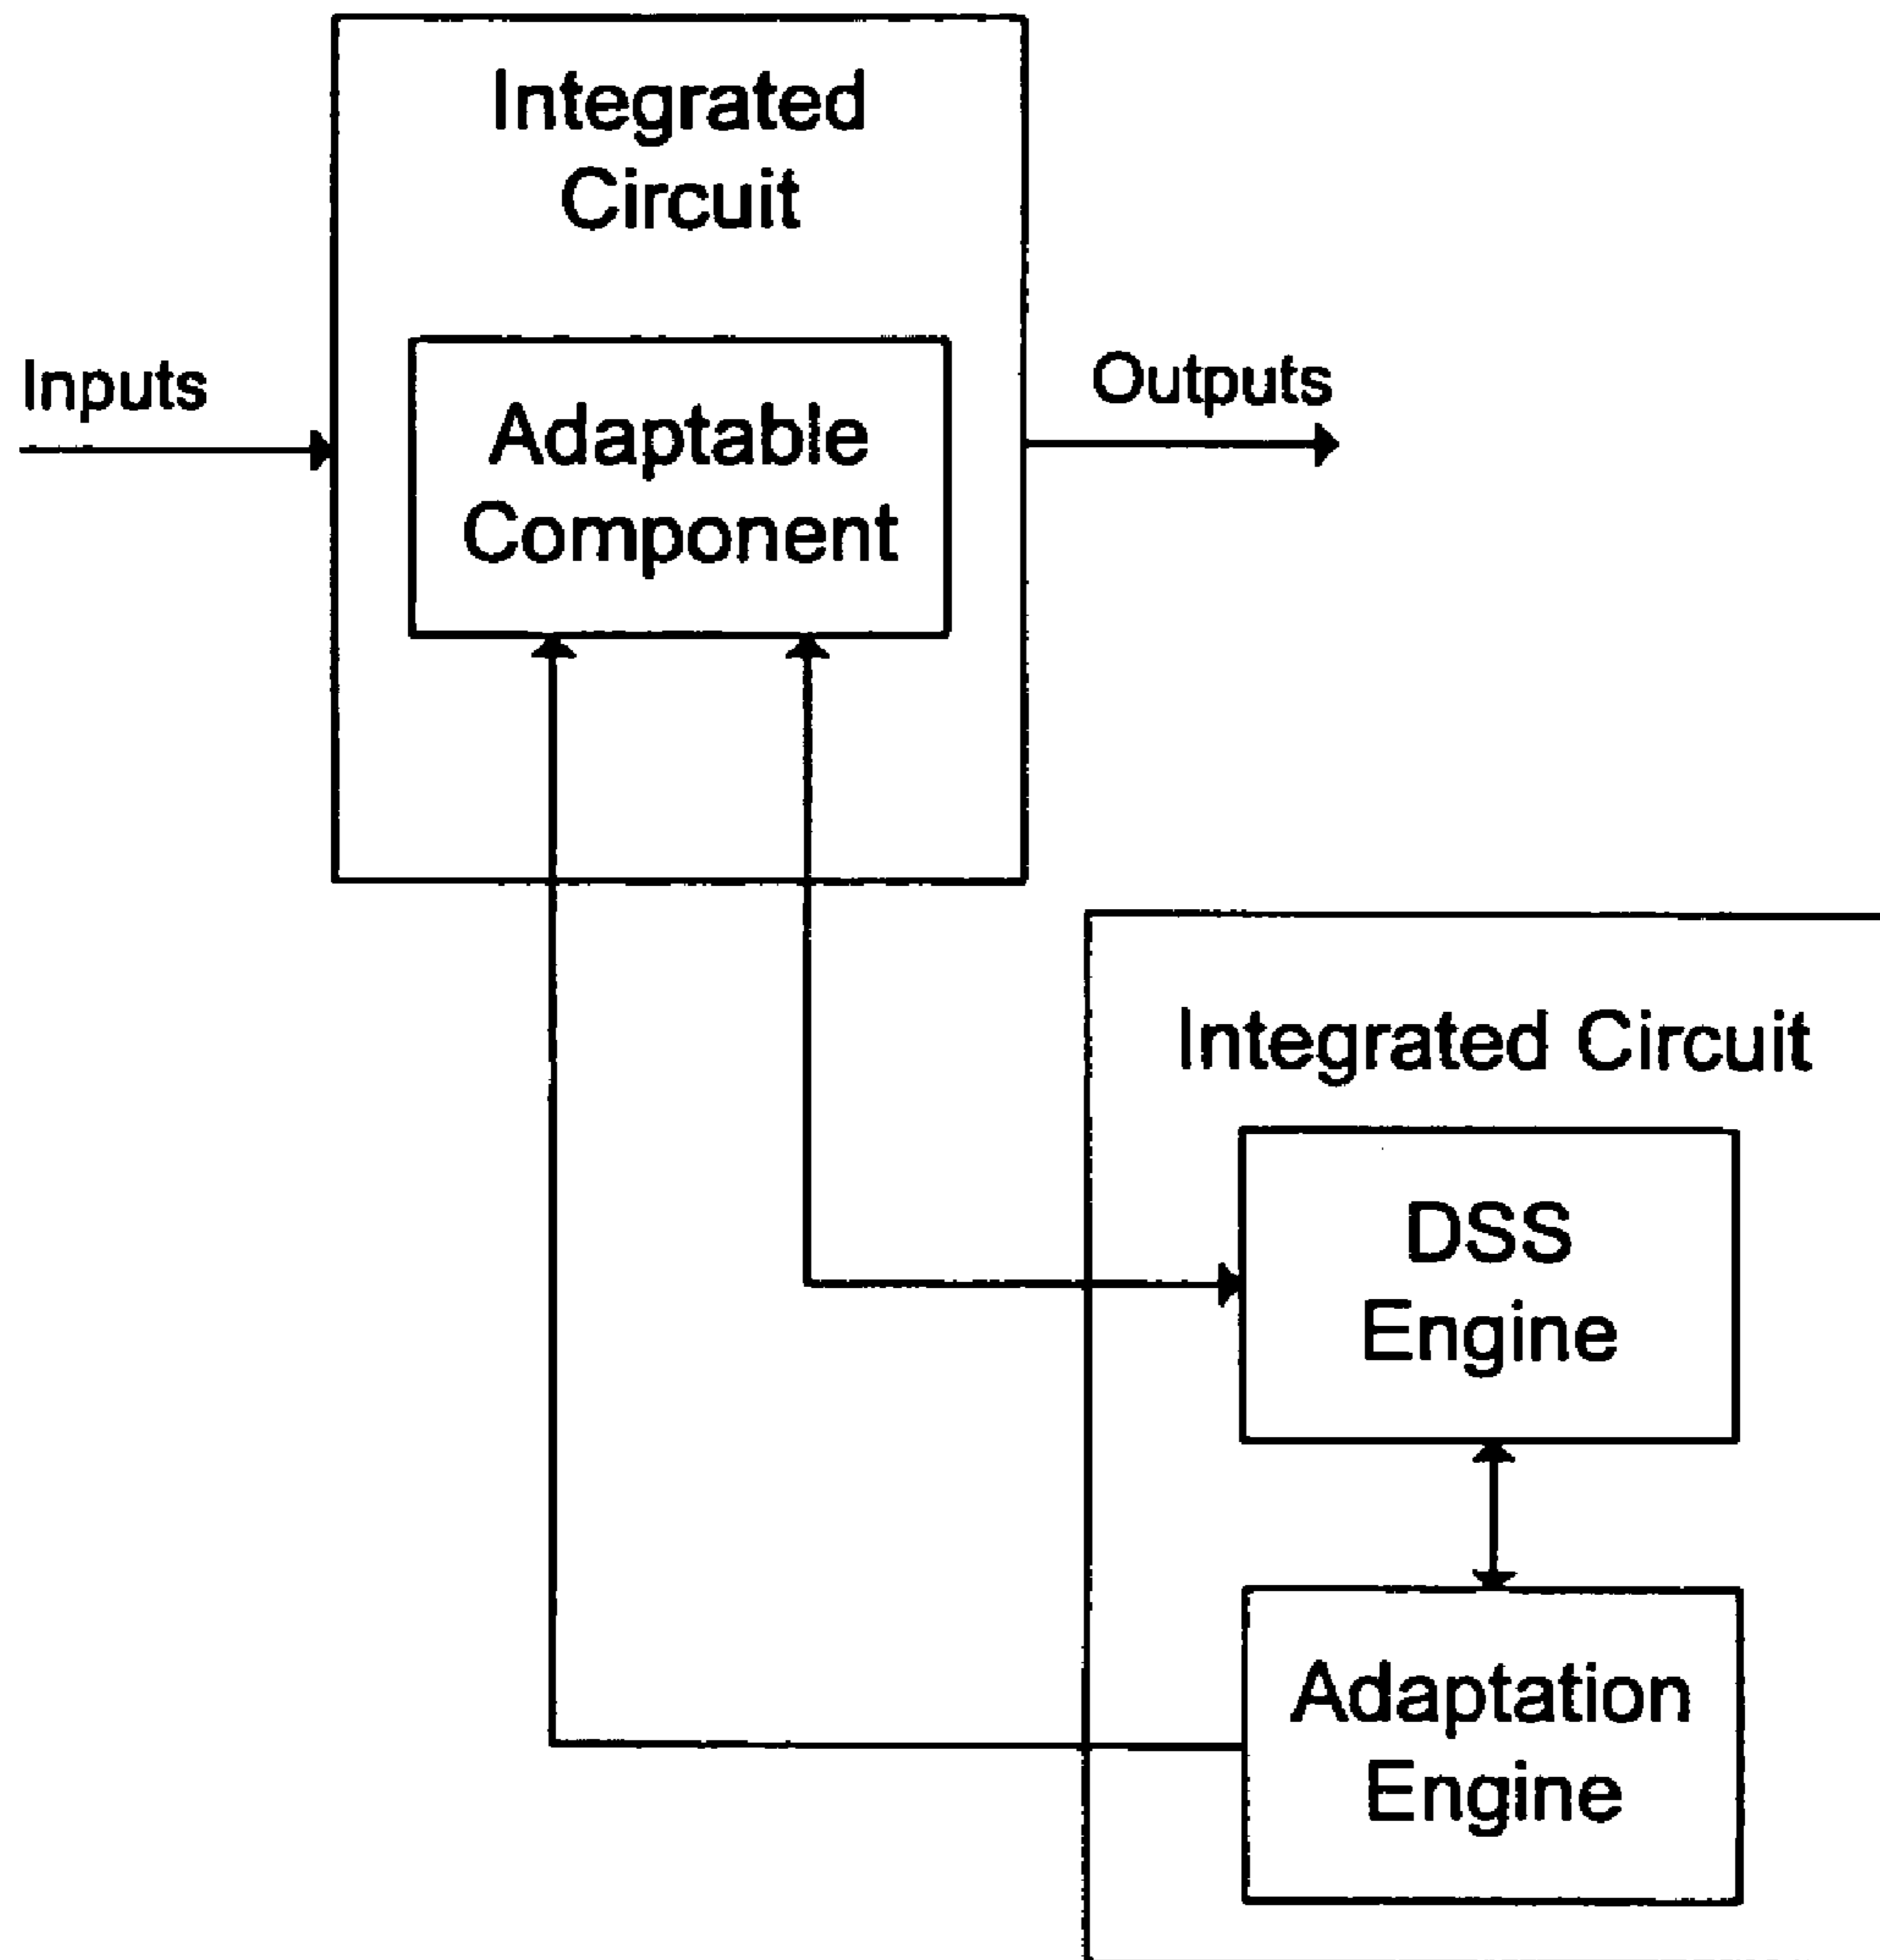 Integrated
Circuit
Inputs
Outputs
Adaptable
Component
Integrated Circuit
DSS
Engine
Adaptation
Engine